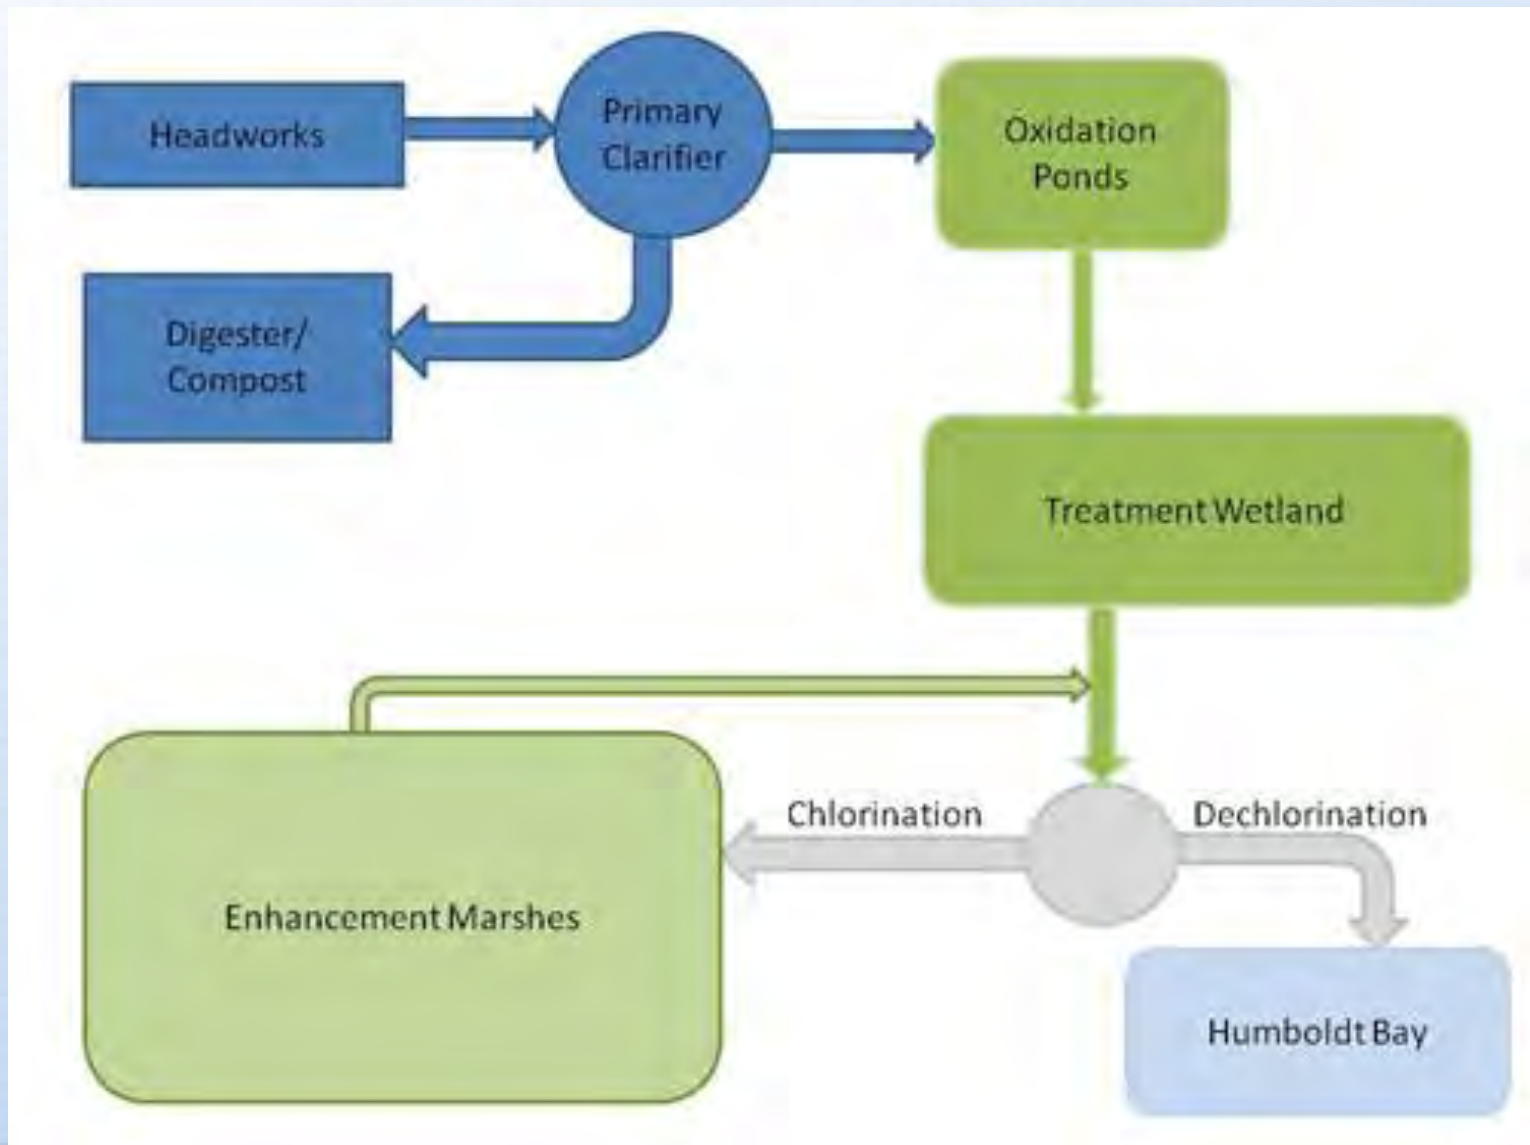 Headworks
Primary
Clarifier
Oxidation
Ponds
Digester/
Compost
Treatment Wetland
Chlorination
Dechlorination
Enhancement Marshes
Humboldt Bay